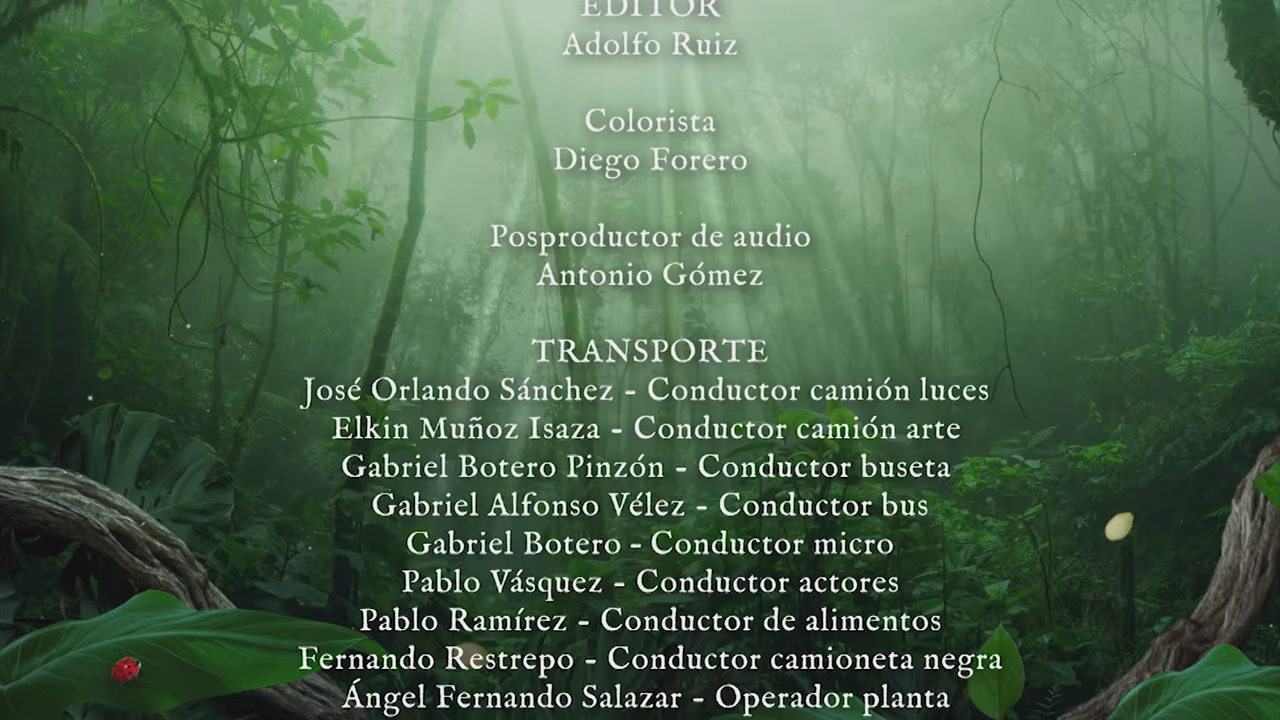 EDITOR
Adolfo Ruiz
Colorista
Diego Forero
Posproductor de audio
Antonio Gómez
TRANSPORTE
José Orlando Sánchez - Conductor camión luces
Elkin Muñoz Isaza - Conductor camión arte
Gabriel Botero Pinzón - Conductor buseta
Gabriel Alfonso Vélez - Conductor bus
Gabriel Botero - Conductor micro
Pablo Vásquez - Conductor actores
Pablo Ramírez - Conductor de alimentos
Fernando Restrepo - Conductor camioneta negra
Ángel Fernando Salazar - Operador planta